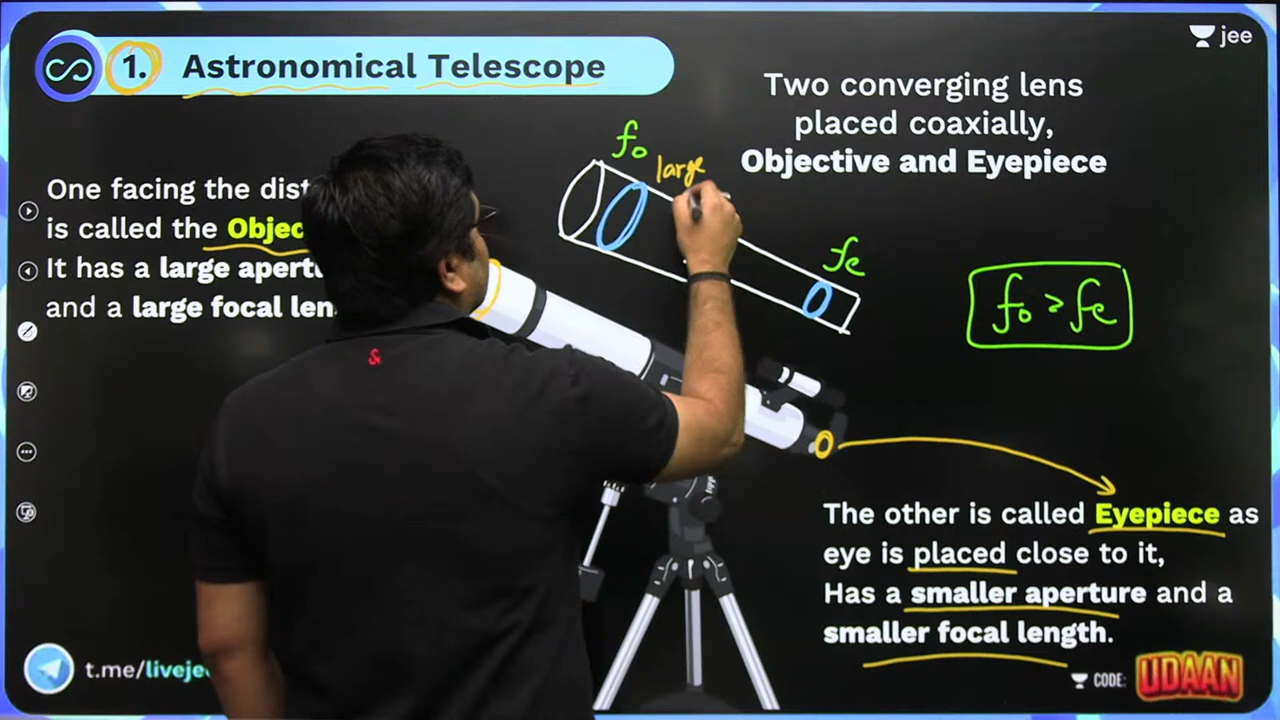 jee
1. Astronomical Telescope
Two converging lens
placed coaxially,
Objective and Eyepiece
fo
large
One facing the dist
is called the Objec
It has a large apert
and a large focal len
fe
fo > fe
The other is called Eyepiece as
eye is placed close to it,
Has a smaller aperture and a
smaller focal length.
t.me/livejee
CODE: UDAAN